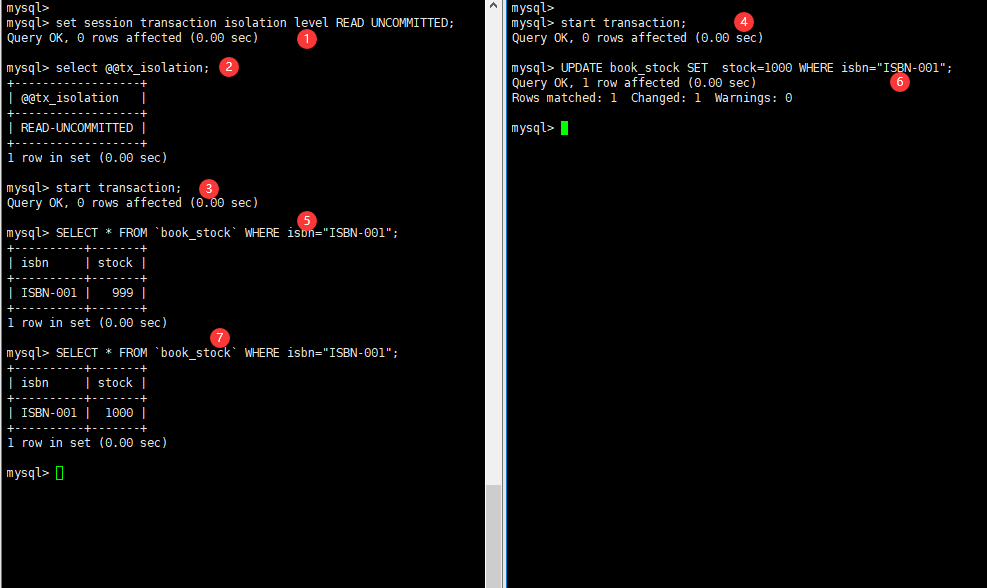 mysql>
mysql> set session transaction isolation level READ UNCOMMITTED;
Query OK, 0 rows affected (0.00 sec) 1

mysql> select @@tx_isolation; 2
+------------------+
| @@tx_isolation   |
+------------------+
| READ-UNCOMMITTED |
+------------------+
1 row in set (0.00 sec)

mysql> start transaction; 3
Query OK, 0 rows affected (0.00 sec)

5
mysql> SELECT * FROM `book_stock` WHERE isbn="ISBN-001";
+----------+-------+
| isbn     | stock |
+----------+-------+
| ISBN-001 |   999 |
+----------+-------+
1 row in set (0.00 sec)

7
mysql> SELECT * FROM `book_stock` WHERE isbn="ISBN-001";
+----------+-------+
| isbn     | stock |
+----------+-------+
| ISBN-001 |  1000 |
+----------+-------+
1 row in set (0.00 sec)

mysql>
mysql>
mysql> start transaction; 4
Query OK, 0 rows affected (0.00 sec)

mysql> UPDATE book_stock SET  stock=1000 WHERE isbn="ISBN-001";
Query OK, 1 row affected (0.00 sec) 6
Rows matched: 1  Changed: 1  Warnings: 0

mysql>